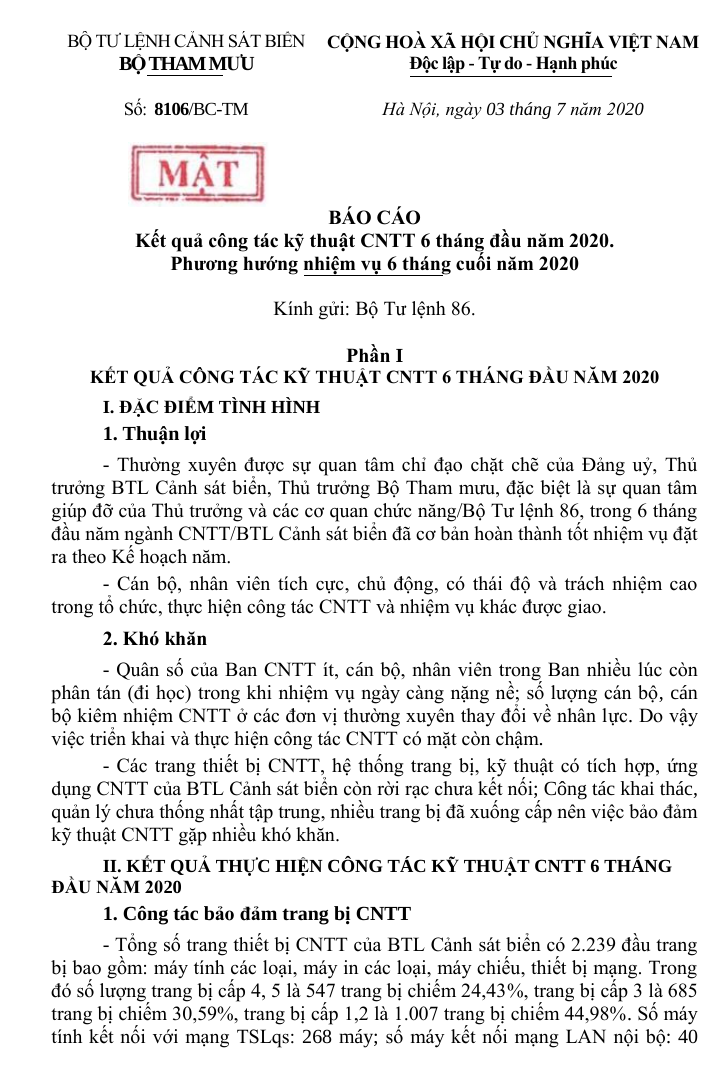 BỘ TƯ LỆNH CẢNH SÁT BIỂN
BỘ THAM MƯU
CỘNG HOÀ XÃ HỘI CHỦ NGHĨA VIỆT NAM
Độc lập - Tự do - Hạnh phúc
Số: 8106/BC-TM
Hà Nội, ngày 03 tháng 7 năm 2020
MẬT
BÁO CÁO
Kết quả công tác kỹ thuật CNTT 6 tháng đầu năm 2020.
Phương hướng nhiệm vụ 6 tháng cuối năm 2020
Kính gửi: Bộ Tư lệnh 86.
Phần I
KẾT QUẢ CÔNG TÁC KỸ THUẬT CNTT 6 THÁNG ĐẦU NĂM 2020
I. ĐẶC ĐIỂM TÌNH HÌNH
1. Thuận lợi
- Thường xuyên được sự quan tâm chỉ đạo chặt chẽ của Đảng uỷ, Thủ
trưởng BTL Cảnh sát biển, Thủ trưởng Bộ Tham mưu, đặc biệt là sự quan tâm
giúp đỡ của Thủ trưởng và các cơ quan chức năng/Bộ Tư lệnh 86, trong 6 tháng
đầu năm ngành CNTT/BTL Cảnh sát biển đã cơ bản hoàn thành tốt nhiệm vụ đặt
ra theo Kế hoạch năm.
- Cán bộ, nhân viên tích cực, chủ động, có thái độ và trách nhiệm cao
trong tổ chức, thực hiện công tác CNTT và nhiệm vụ khác được giao.
2. Khó khăn
- Quân số của Ban CNTT ít, cán bộ, nhân viên trong Ban nhiều lúc còn
phân tán (đi học) trong khi nhiệm vụ ngày càng nặng nề; số lượng cán bộ, cán
bộ kiêm nhiệm CNTT ở các đơn vị thường xuyên thay đổi về nhân lực. Do vậy
việc triển khai và thực hiện công tác CNTT có mặt còn chậm.
- Các trang thiết bị CNTT, hệ thống trang bị, kỹ thuật có tích hợp, ứng
dụng CNTT của BTL Cảnh sát biển còn rời rạc chưa kết nối; Công tác khai thác,
quản lý chưa thống nhất tập trung, nhiều trang bị đã xuống cấp nên việc bảo đảm
kỹ thuật CNTT gặp nhiều khó khăn.
II. KẾT QUẢ THỰC HIỆN CÔNG TÁC KỸ THUẬT CNTT 6 THÁNG
ĐẦU NĂM 2020
1. Công tác bảo đảm trang bị CNTT
- Tổng số trang thiết bị CNTT của BTL Cảnh sát biển có 2.239 đầu trang
bị bao gồm: máy tính các loại, máy in các loại, máy chiếu, thiết bị mạng. Trong
đó số lượng trang bị cấp 4, 5 là 547 trang bị chiếm 24,43%, trang bị cấp 3 là 685
trang bị chiếm 30,59%, trang bị cấp 1,2 là 1.007 trang bị chiếm 44,98%. Số máy
tính kết nối với mạng TSLqs: 268 máy; số máy kết nối mạng LAN nội bộ: 40